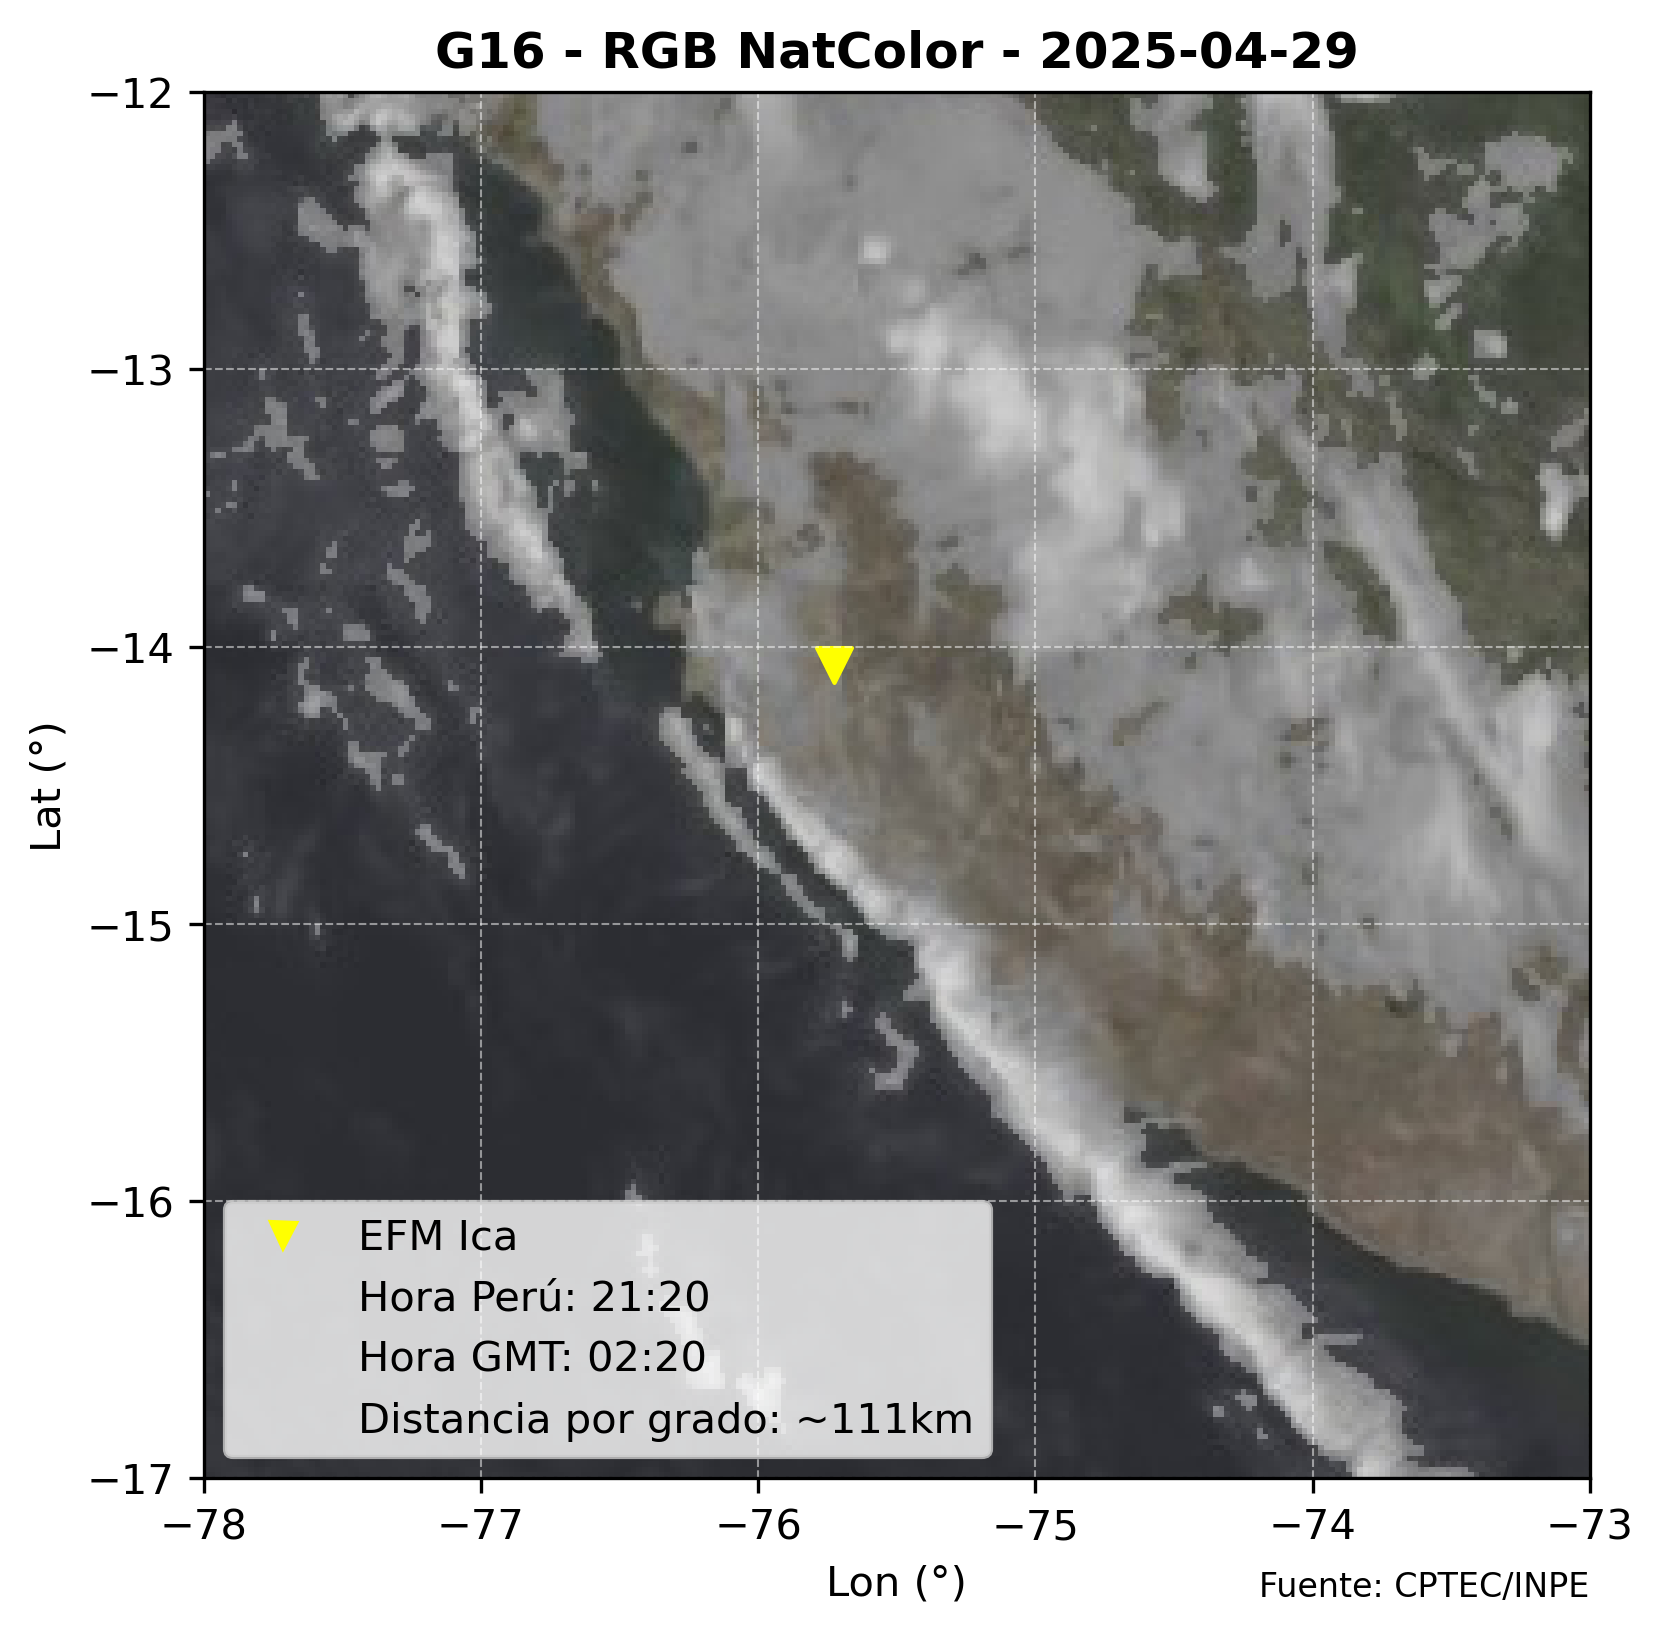 G16 - RGB NatColor - 2025-04-29
−12
−13
−14
−15
−16
−17
Lat (°)
EFM Ica
Hora Perú: 21:20
Hora GMT: 02:20
Distancia por grado: ~111km
−78 −77 −76 −75 −74 −73
Lon (°)
Fuente: CPTEC/INPE